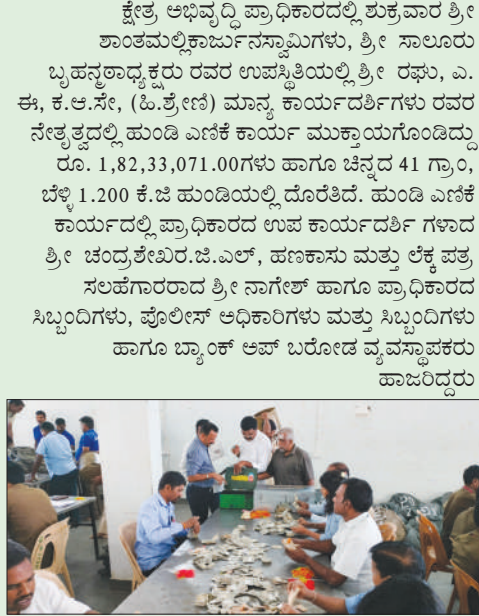 ಕ್ಷೇತ್ರ ಅಭಿವೃದ್ಧಿ ಪ್ರಾಧಿಕಾರದಲ್ಲಿ ಶುಕ್ರವಾರ ಶ್ರೀ
ಶಾಂತಮಲ್ಲಿಕಾರ್ಜುನಸ್ವಾಮಿಗಳು, ಶ್ರೀ ಸಾಲೂರು
ಬೃಹನ್ಮಠಾಧ್ಯಕ್ಷರು ರವರ ಉಪಸ್ಥಿತಿಯಲ್ಲಿ ಶ್ರೀ ರಘು, ಎ.
ಈ, ಕ.ಆ.ಸೇ, (ಹಿ.ಶ್ರೇಣಿ) ಮಾನ್ಯ ಕಾರ್ಯದರ್ಶಿಗಳು ರವರ
ನೇತೃತ್ವದಲ್ಲಿ ಹುಂಡಿ ಎಣಿಕೆ ಕಾರ್ಯ ಮುಕ್ತಾಯಗೊಂಡಿದ್ದು
ರೂ. 1,82,33,071.00ಗಳು ಹಾಗೂ ಚಿನ್ನದ 41 ಗ್ರಾಂ,
ಬೆಳ್ಳಿ 1.200 ಕೆ.ಜಿ ಹುಂಡಿಯಲ್ಲಿ ದೊರೆತಿದೆ. ಹುಂಡಿ ಎಣಿಕೆ
ಕಾರ್ಯದಲ್ಲಿ ಪ್ರಾಧಿಕಾರದ ಉಪ ಕಾರ್ಯದರ್ಶಿ ಗಳಾದ
ಶ್ರೀ ಚಂದ್ರಶೇಖರ.ಜಿ.ಎಲ್, ಹಣಕಾಸು ಮತ್ತು ಲೆಕ್ಕ ಪತ್ರ
ಸಲಹೆಗಾರರಾದ ಶ್ರೀ ನಾಗೇಶ್ ಹಾಗೂ ಪ್ರಾಧಿಕಾರದ
ಸಿಬ್ಬಂದಿಗಳು, ಪೊಲೀಸ್ ಅಧಿಕಾರಿಗಳು ಮತ್ತು ಸಿಬ್ಬಂದಿಗಳು
ಹಾಗೂ ಬ್ಯಾಂಕ್ ಆಪ್ ಬರೋಡ ವ್ಯವಸ್ಥಾಪಕರು
ಹಾಜರಿದ್ದರು